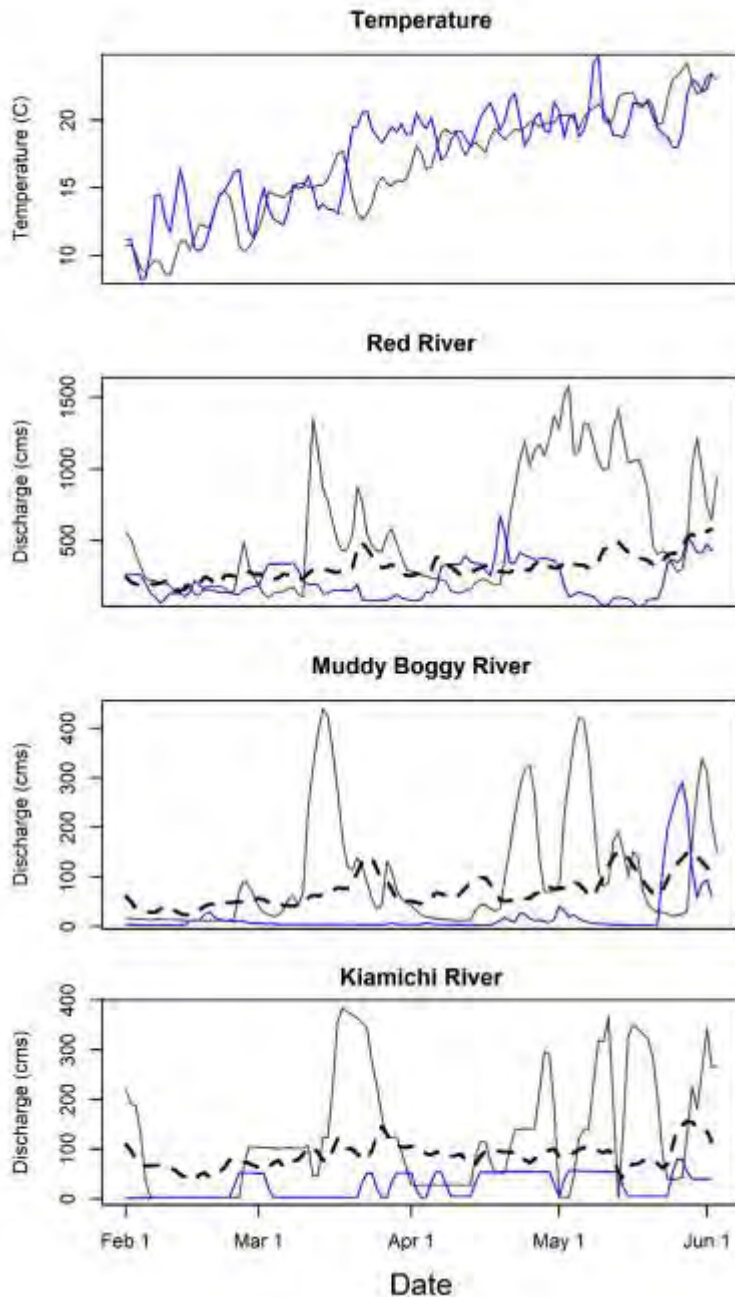 Temperature
Temperature (C)
20
15
10
Red River
Discharge (cms)
1500
1000
500
Muddy Boggy River
Discharge (cms)
400
300
200
100
0
Kiamichi River
Discharge (cms)
400
300
200
100
0
Feb 1 Mar 1 Apr 1 May 1 Jun 1
Date